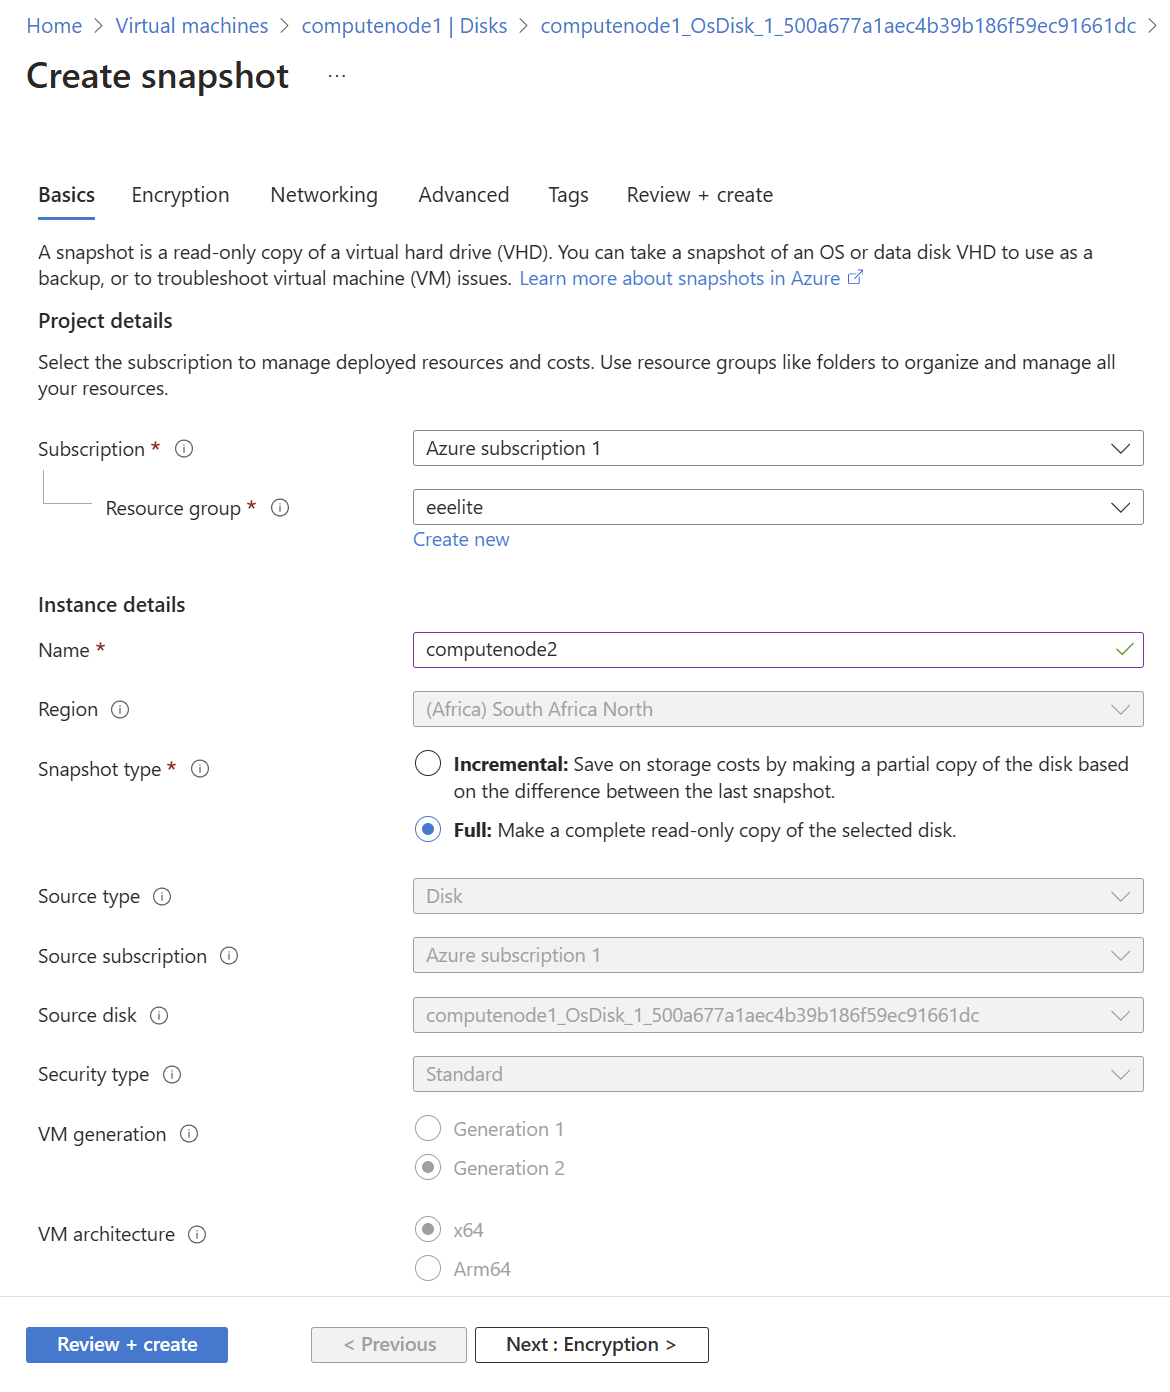 Home > Virtual machines > computenode1 | Disks > computenode1_OsDisk_1_500a677a1aec4b39b186f59ec91661dc >
Create snapshot ...
Basics Encryption Networking Advanced Tags Review + create
A snapshot is a read-only copy of a virtual hard drive (VHD). You can take a snapshot of an OS or data disk VHD to use as a
backup, or to troubleshoot virtual machine (VM) issues. Learn more about snapshots in Azure
Project details
Select the subscription to manage deployed resources and costs. Use resource groups like folders to organize and manage all
your resources.
Subscription * Azure subscription 1
Resource group * eeelite
Create new
Instance details
Name * computenode2
Region (Africa) South Africa North
Snapshot type * Incremental: Save on storage costs by making a partial copy of the disk based
on the difference between the last snapshot.
Full: Make a complete read-only copy of the selected disk.
Source type Disk
Source subscription Azure subscription 1
Source disk computenode1_OsDisk_1_500a677a1aec4b39b186f59ec91661dc
Security type Standard
VM generation Generation 1
Generation 2
VM architecture x64
Arm64
Review + create < Previous Next : Encryption >